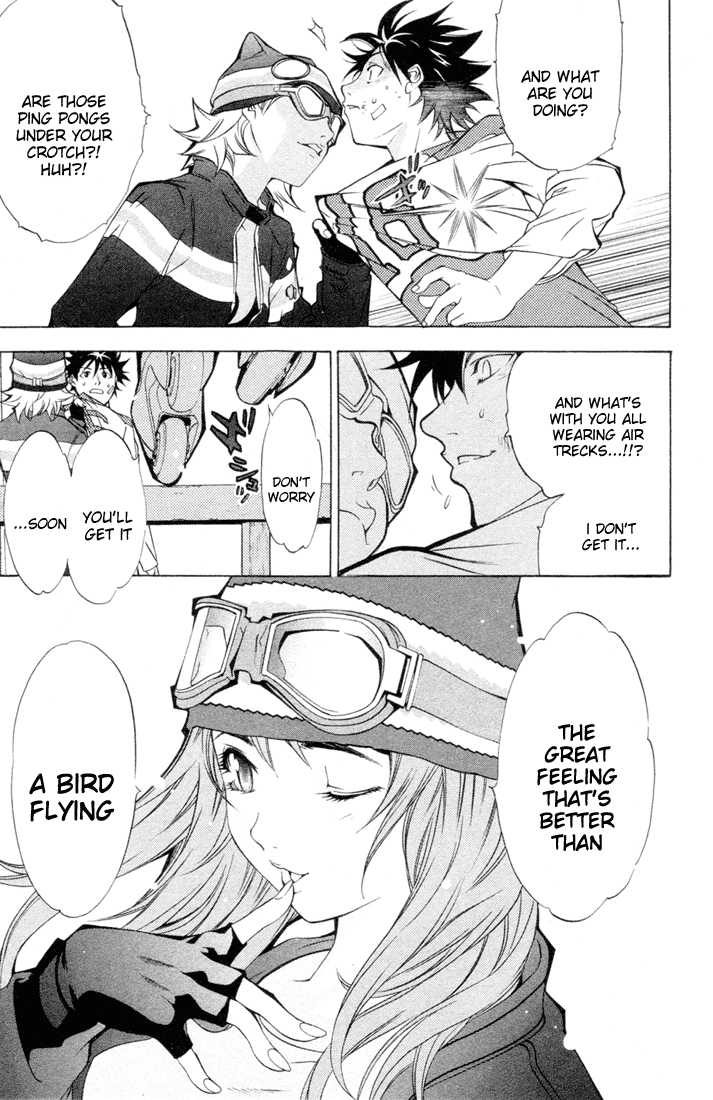 AND WHAT
ARE YOU
DOING?
ARE THOSE
PING PONGS
UNDER YOUR
CROTCH?!
HUH?!
AND WHAT'S
WITH YOU ALL
WEARING AIR
TRECKS...!!?
I DON'T
GET IT...
DON'T
WORRY
YOU'LL
GET IT
...SOON
THE
GREAT
FEELING
THAT'S
BETTER
THAN
A BIRD
FLYING